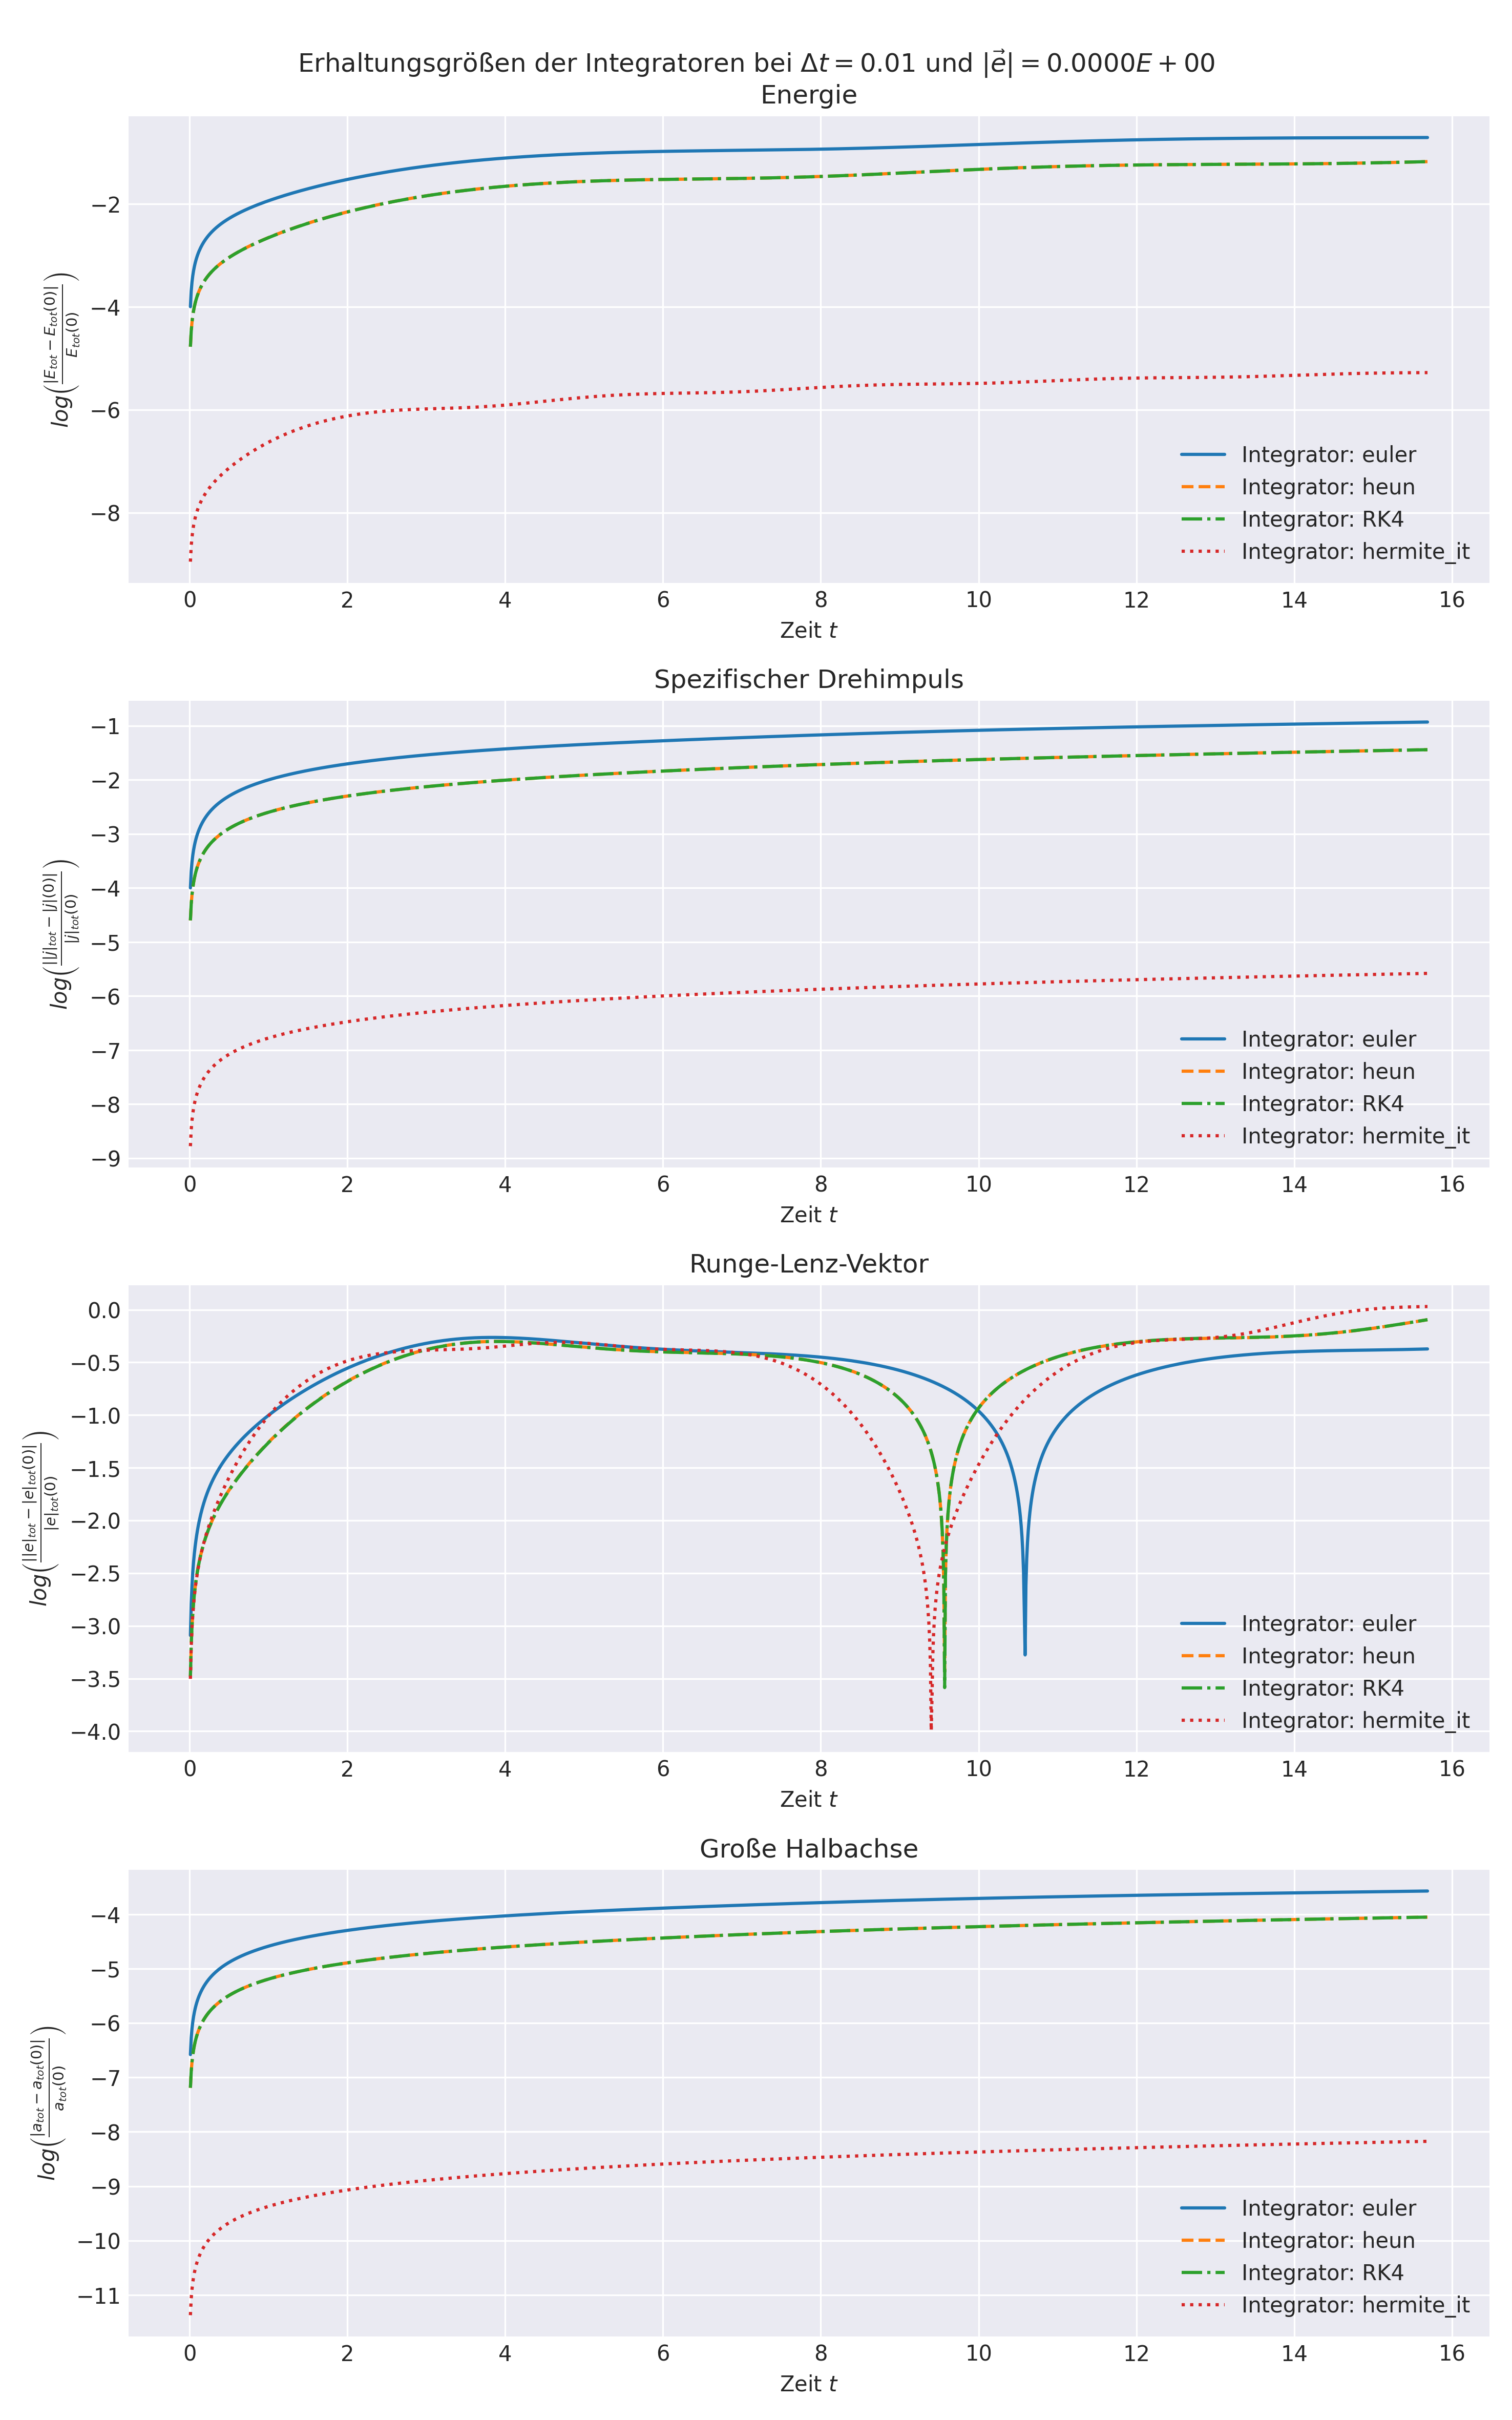 Erhaltungsgrößen der Integratoren bei Δt = 0.01 und |e⃗| = 0.0000E + 00
Energie
−2
−4
−6
−8
log(|E_tot − E_tot(0)| / E_tot(0))
Integrator: euler
Integrator: heun
Integrator: RK4
Integrator: hermite_it
0 2 4 6 8 10 12 14 16
Zeit t
Spezifischer Drehimpuls
−1
−2
−3
−4
−5
−6
−7
−8
−9
log(||j|_tot − |j|(0)| / |j|_tot(0))
Integrator: euler
Integrator: heun
Integrator: RK4
Integrator: hermite_it
0 2 4 6 8 10 12 14 16
Zeit t
Runge-Lenz-Vektor
0.0
−0.5
−1.0
−1.5
−2.0
−2.5
−3.0
−3.5
−4.0
log(||e|_tot − |e|_tot(0)| / |e|_tot(0))
Integrator: euler
Integrator: heun
Integrator: RK4
Integrator: hermite_it
0 2 4 6 8 10 12 14 16
Zeit t
Große Halbachse
−4
−5
−6
−7
−8
−9
−10
−11
log(|a_tot − a_tot(0)| / a_tot(0))
Integrator: euler
Integrator: heun
Integrator: RK4
Integrator: hermite_it
0 2 4 6 8 10 12 14 16
Zeit t